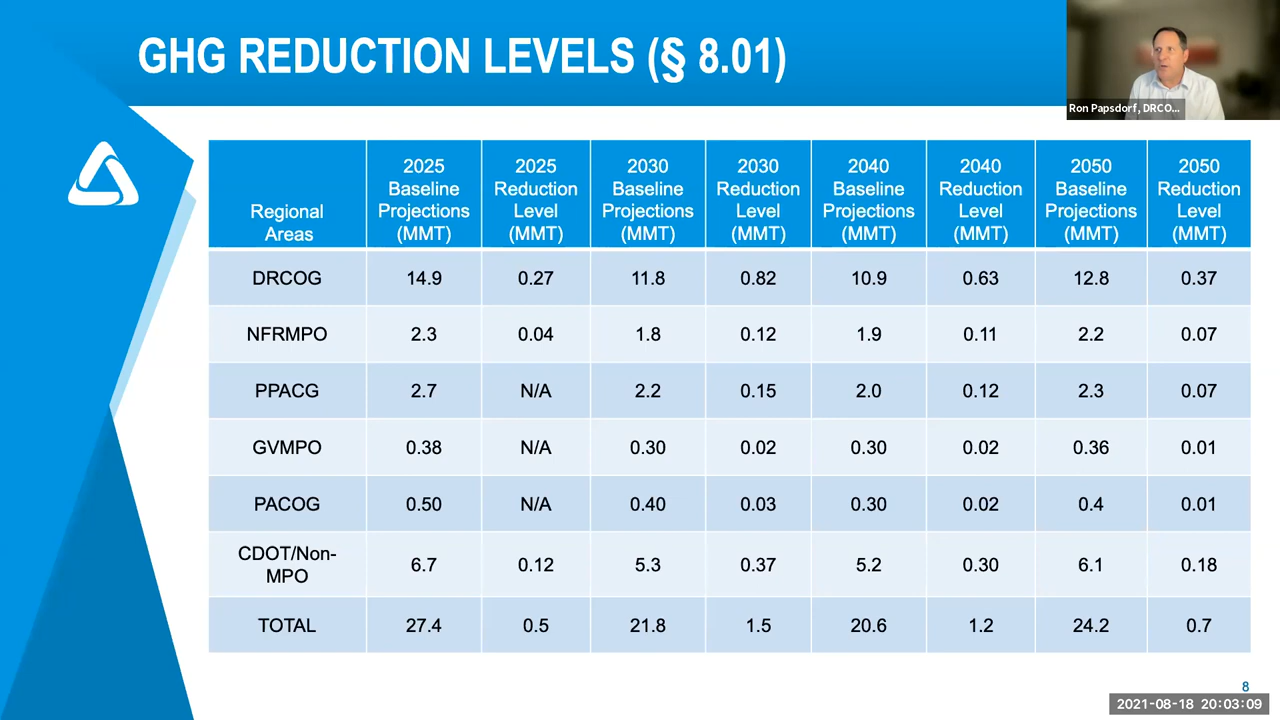 GHG REDUCTION LEVELS (§ 8.01)
Ron Papsdorf, DRCO...
Regional Areas | 2025 Baseline Projections (MMT) | 2025 Reduction Level (MMT) | 2030 Baseline Projections (MMT) | 2030 Reduction Level (MMT) | 2040 Baseline Projections (MMT) | 2040 Reduction Level (MMT) | 2050 Baseline Projections (MMT) | 2050 Reduction Level (MMT)
DRCOG | 14.9 | 0.27 | 11.8 | 0.82 | 10.9 | 0.63 | 12.8 | 0.37
NFRMPO | 2.3 | 0.04 | 1.8 | 0.12 | 1.9 | 0.11 | 2.2 | 0.07
PPACG | 2.7 | N/A | 2.2 | 0.15 | 2.0 | 0.12 | 2.3 | 0.07
GVMPO | 0.38 | N/A | 0.30 | 0.02 | 0.30 | 0.02 | 0.36 | 0.01
PACOG | 0.50 | N/A | 0.40 | 0.03 | 0.30 | 0.02 | 0.4 | 0.01
CDOT/Non-MPO | 6.7 | 0.12 | 5.3 | 0.37 | 5.2 | 0.30 | 6.1 | 0.18
TOTAL | 27.4 | 0.5 | 21.8 | 1.5 | 20.6 | 1.2 | 24.2 | 0.7
8
2021-08-18 20:03:09